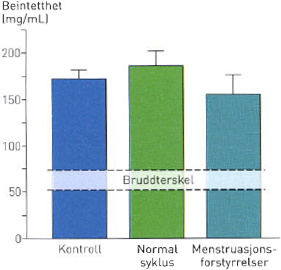 Beintetthet
(mg/mL)
200
150
100
Bruddterskel
50
0
Kontroll
Normal
syklus
Menstruasjons-
forstyrrelser